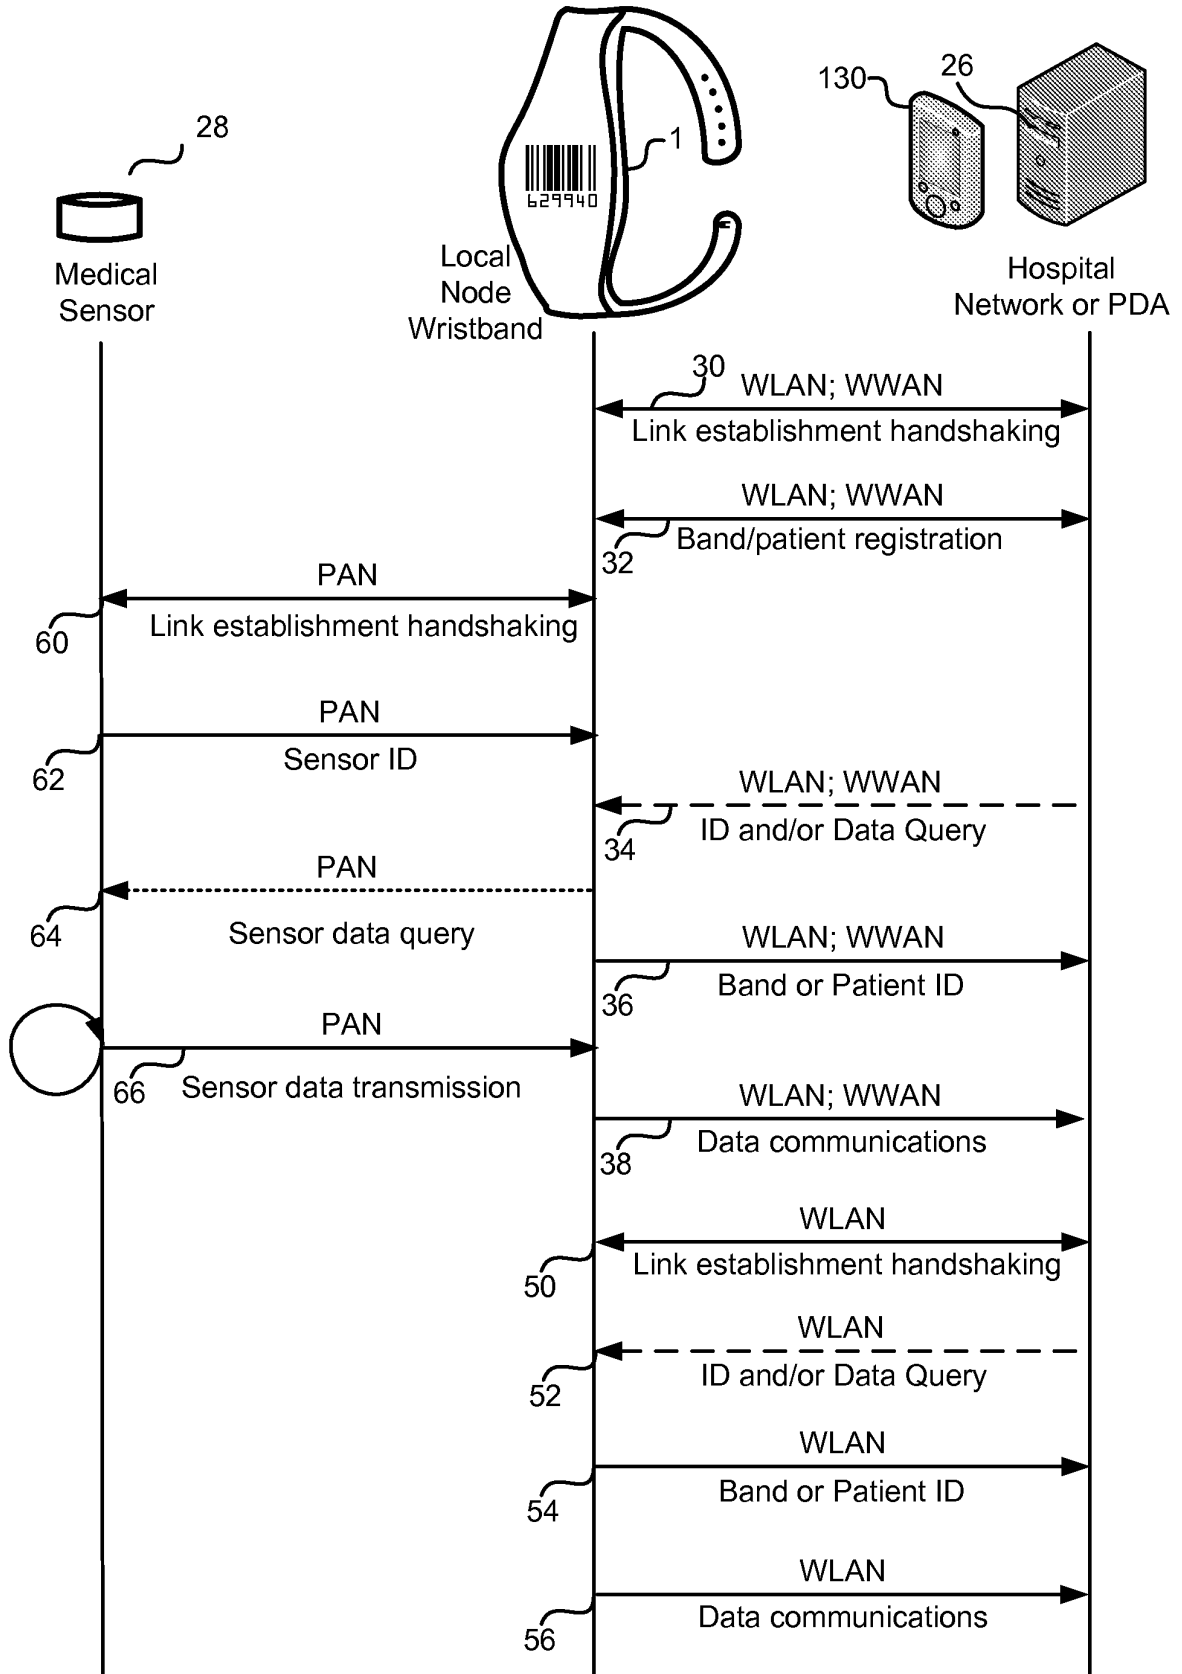 28
1
130
26
629940
Medical
Sensor
Local
Node
Wristband
Hospital
Network or PDA
30
WLAN; WWAN
Link establishment handshaking
WLAN; WWAN
32
Band/patient registration
PAN
60
Link establishment handshaking
PAN
62
Sensor ID
WLAN; WWAN
34
ID and/or Data Query
PAN
64
Sensor data query
WLAN; WWAN
36
Band or Patient ID
PAN
66
Sensor data transmission
WLAN; WWAN
38
Data communications
WLAN
50
Link establishment handshaking
WLAN
52
ID and/or Data Query
WLAN
54
Band or Patient ID
WLAN
56
Data communications